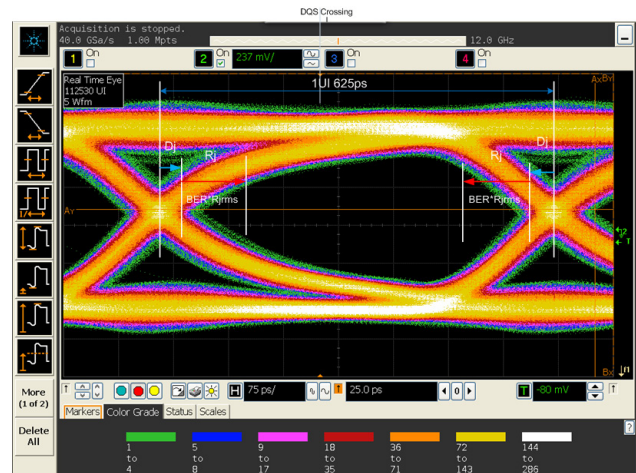 DQS Crossing
Acquisition is stopped.
40.0 GSa/s 1.00 Mpts
12.0 GHz
1 On
2 On 237 mV/
3 On
4 On
Real Time Eye
112530 UI
5 Wfm
1UI 625ps
Ax By
Dj
Rj
Rj
Dj
BER*Rjrms
BER*Rjrms
Ay
2
T
Bx
More
(1 of 2)
Delete
All
H 75 ps/
25.0 ps
0
T -80 mV
Markers Color Grade Status Scales
?
1 5 9 18 36 72 144
to to to to to to to
4 8 17 35 71 143 286